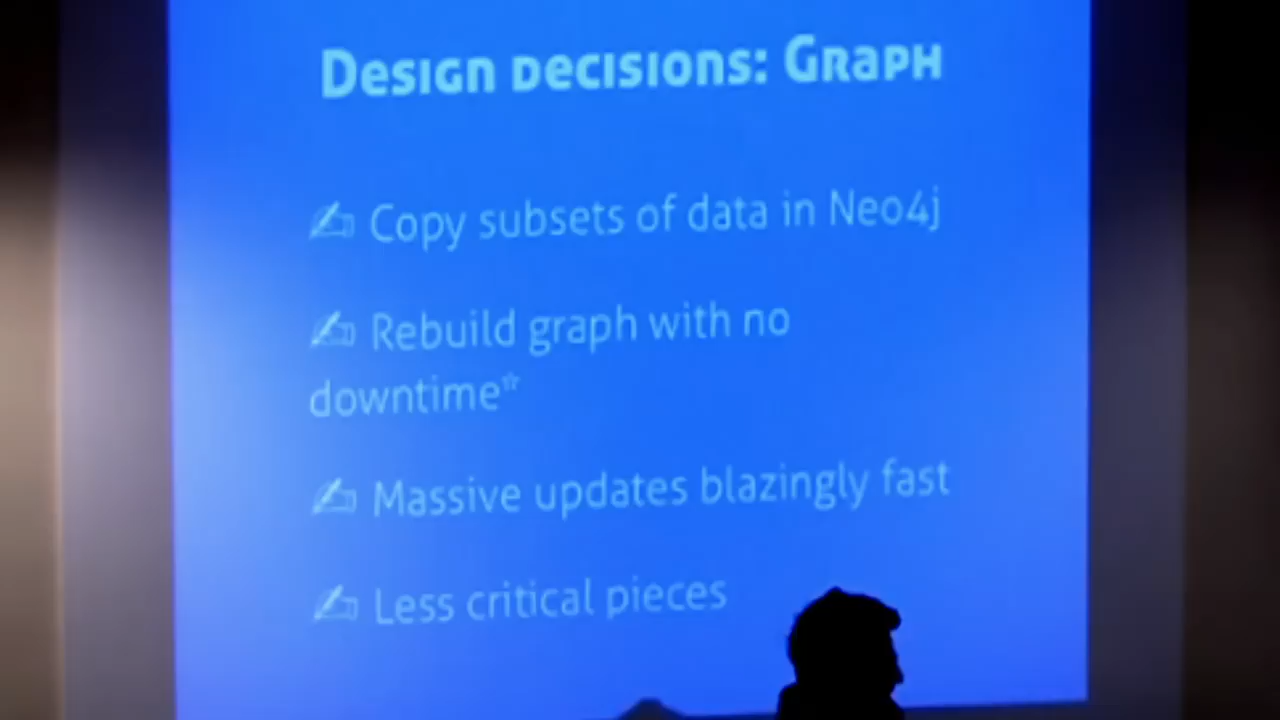 Design decisions: Graph
✍ Copy subsets of data in Neo4j
✍ Rebuild graph with no
downtime*
✍ Massive updates blazingly fast
✍ Less critical pieces